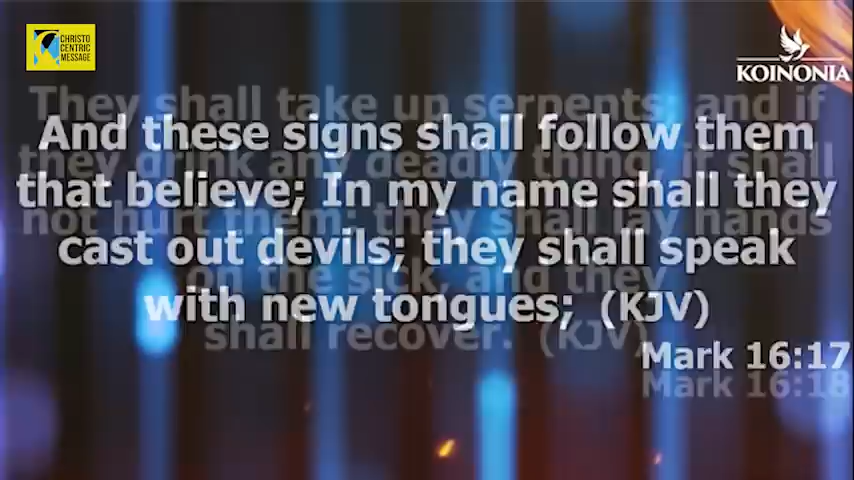 CHRISTO
CENTRIC
MESSAGE
KOINONIA
And these signs shall follow them
that believe; In my name shall they
cast out devils; they shall speak
with new tongues; (KJV)
Mark 16:17
They shall take up serpents; and if
they drink any deadly thing, it shall
not hurt them; they shall lay hands
on the sick, and they
shall recover. (KJV)
Mark 16:18